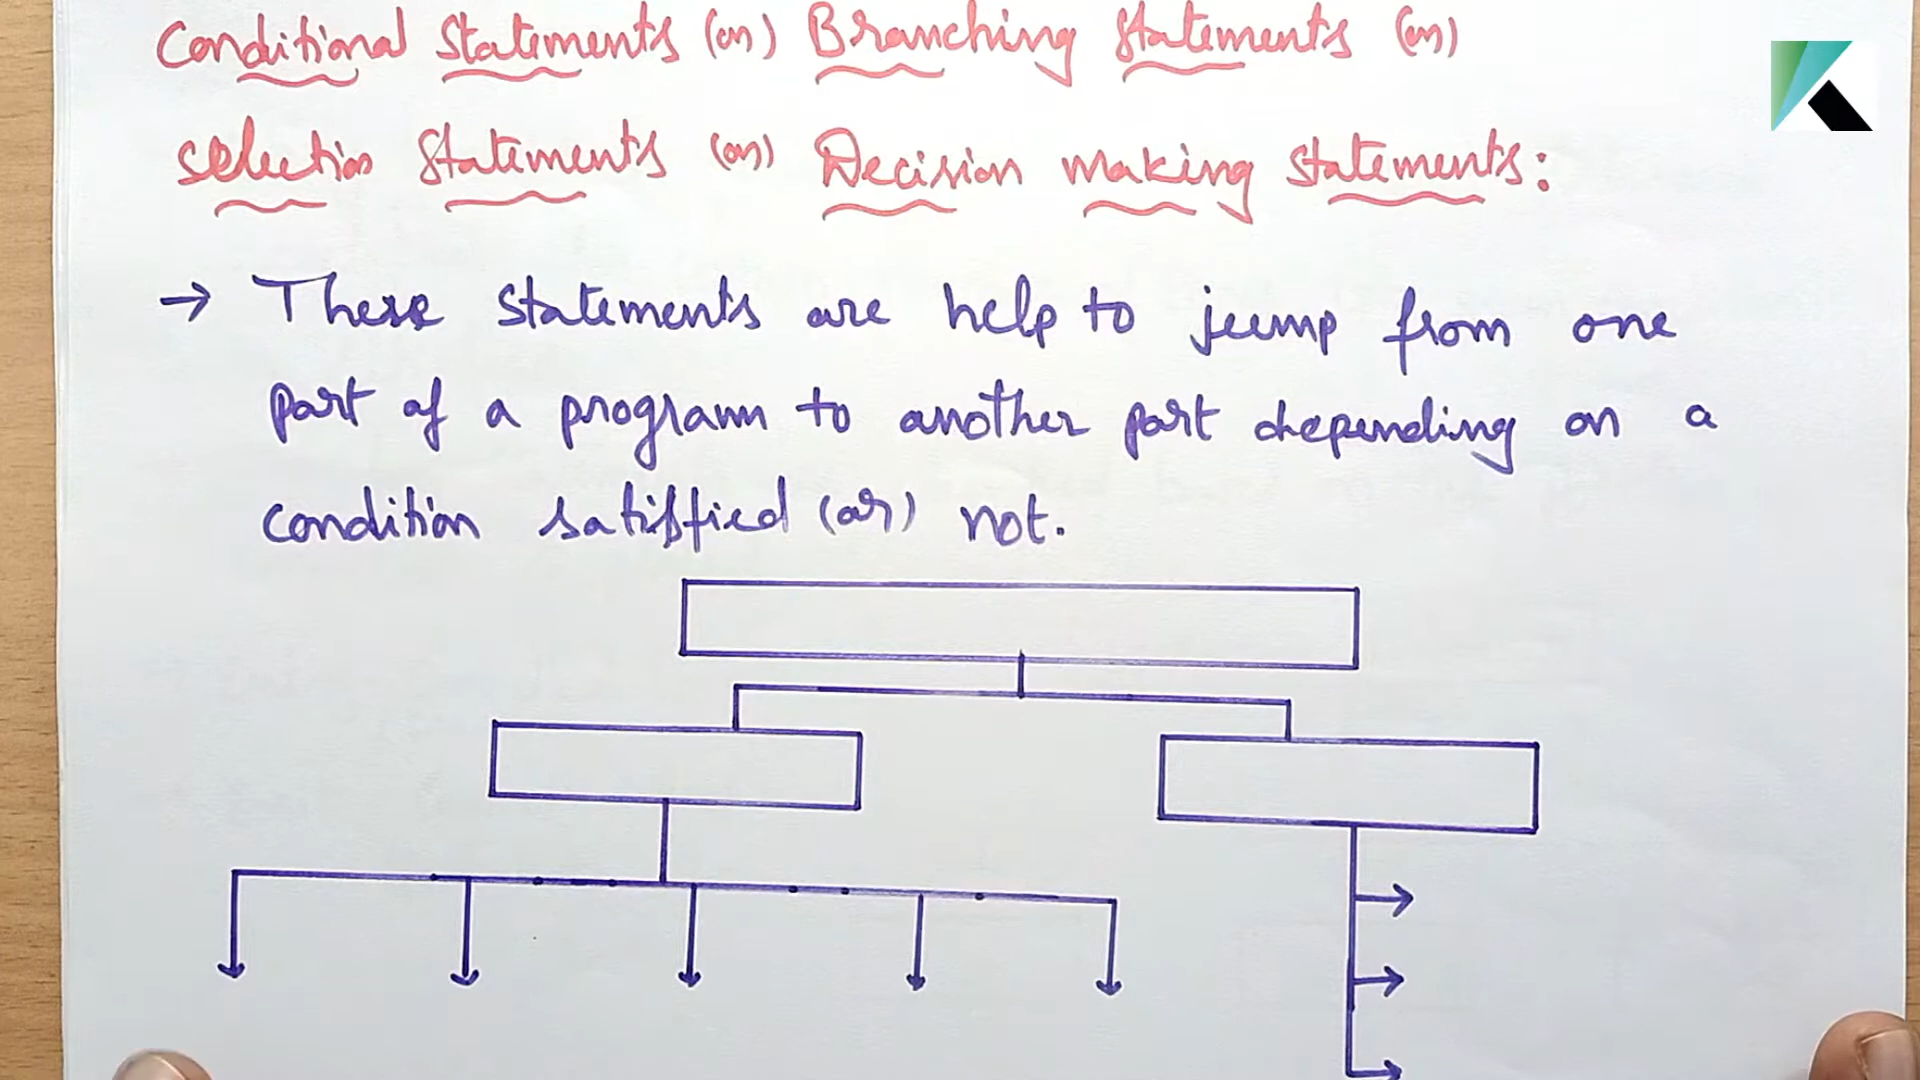 Conditional Statements (or) Branching Statements (or)
Selection Statements (or) Decision making Statements:
→ These statements are help to jump from one
part of a program to another part depending on a
condition satisfied (or) not.